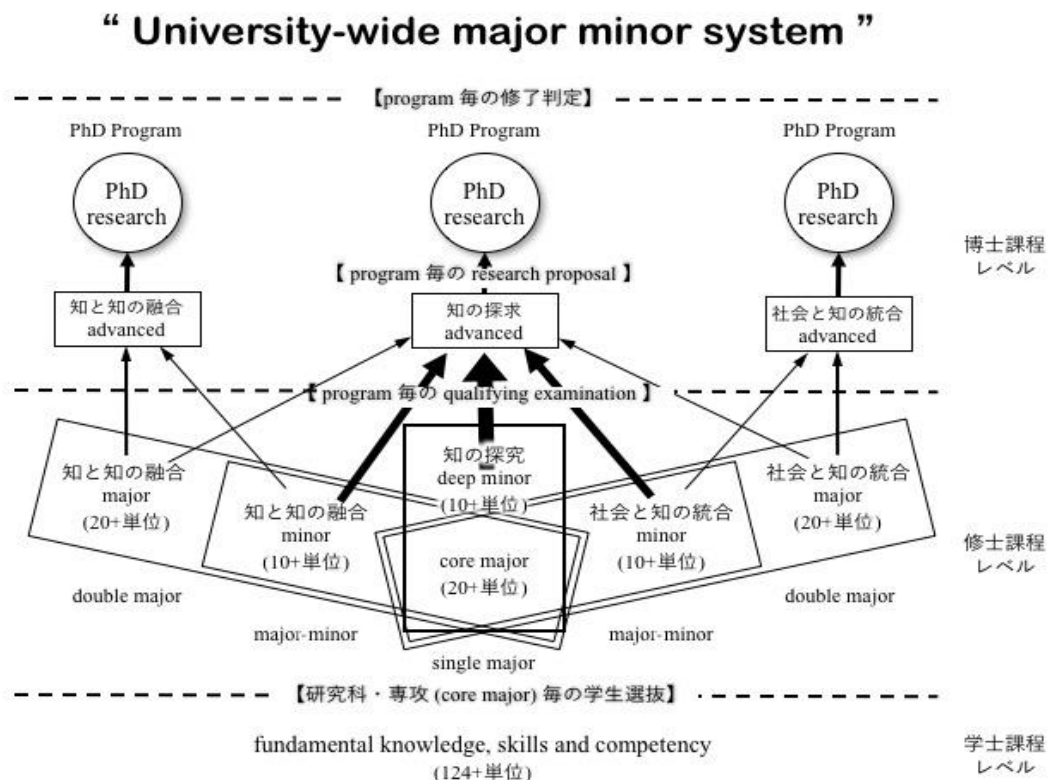 “ University-wide major minor system ”
【program 毎の修了判定】
PhD Program
PhD Program
PhD Program
PhD
research
PhD
research
PhD
research
博士課程
レベル
【 program 毎の research proposal 】
知と知の融合
advanced
知の探求
advanced
社会と知の統合
advanced
【 program 毎の qualifying examination 】
知と知の融合
major
(20+単位)
知と知の融合
minor
(10+単位)
知の探究
deep minor
(10+単位)
core major
(20+単位)
社会と知の統合
minor
(10+単位)
社会と知の統合
major
(20+単位)
修士課程
レベル
double major
major-minor
single major
major-minor
double major
【研究科・専攻 (core major) 毎の学生選抜】
fundamental knowledge, skills and competency
(124+単位)
学士課程
レベル